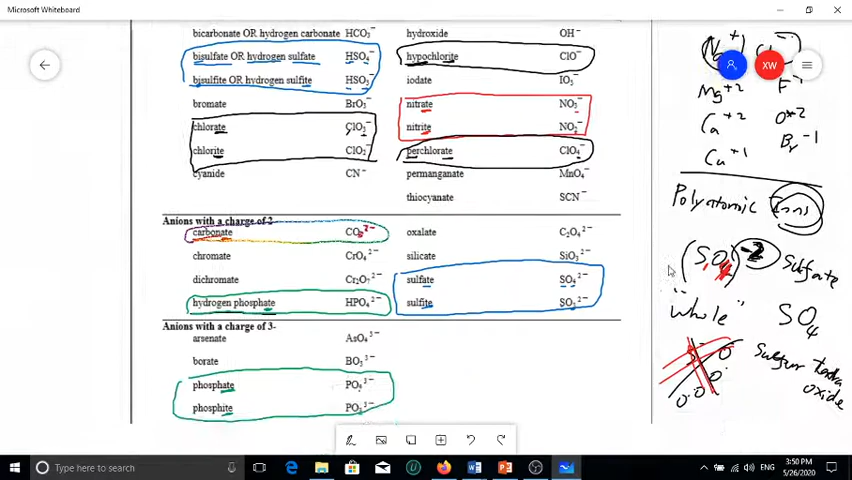 Microsoft Whiteboard
bicarbonate OR hydrogen carbonate HCO₃⁻ hydroxide OH⁻
bisulfate OR hydrogen sulfate HSO₄⁻ hypochlorite ClO⁻
bisulfite OR hydrogen sulfite HSO₃⁻ iodate IO₃⁻
bromate BrO₃⁻ nitrate NO₃⁻
chlorate ClO₃⁻ nitrite NO₂⁻
chlorite ClO₂⁻ perchlorate ClO₄⁻
cyanide CN⁻ permanganate MnO₄⁻
thiocyanate SCN⁻
Anions with a charge of 2-
carbonate CO₃²⁻ oxalate C₂O₄²⁻
chromate CrO₄²⁻ silicate SiO₃²⁻
dichromate Cr₂O₇²⁻ sulfate SO₄²⁻
hydrogen phosphate HPO₄²⁻ sulfite SO₃²⁻
Anions with a charge of 3-
arsenate AsO₄³⁻
borate BO₃³⁻
phosphate PO₄³⁻
phosphite PO₃³⁻
XW
Mg+2 F-1
Ca+2 O-2
Cu+1 Br-1
Polyatomic Ions
(SO₄)-2 Sulfate
"whole" SO₄
Sulfur tetra oxide
S O O O O
Type here to search
ENG
3:50 PM
5/26/2020